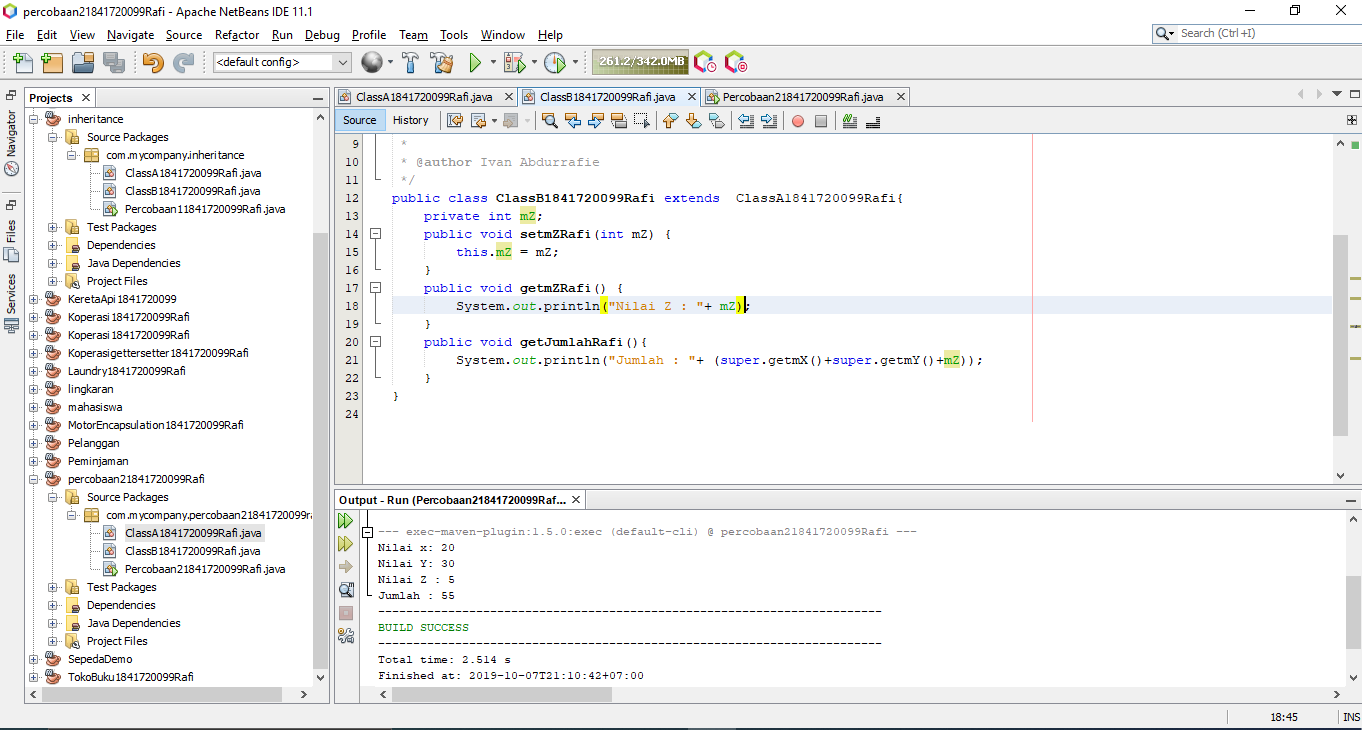 percobaan21841720099Rafi - Apache NetBeans IDE 11.1
File Edit View Navigate Source Refactor Run Debug Profile Team Tools Window Help
Search (Ctrl+I)
<default config>
261.2/342.0MB
Projects
Navigator
Files
Services
inheritance
Source Packages
com.mycompany.inheritance
ClassA1841720099Rafi.java
ClassB1841720099Rafi.java
Percobaan11841720099Rafi.java
Test Packages
Dependencies
Java Dependencies
Project Files
KeretaApi1841720099
Koperasi1841720099Rafi
Koperasi1841720099Rafi
Koperasigettersetter1841720099Rafi
Laundry1841720099Rafi
lingkaran
mahasiswa
MotorEncapsulation1841720099Rafi
Pelanggan
Peminjaman
percobaan21841720099Rafi
Source Packages
com.mycompany.percobaan21841720099ra
ClassA1841720099Rafi.java
ClassB1841720099Rafi.java
Percobaan21841720099Rafi.java
Test Packages
Dependencies
Java Dependencies
Project Files
SepedaDemo
TokoBuku1841720099Rafi
ClassA1841720099Rafi.java ClassB1841720099Rafi.java Percobaan21841720099Rafi.java
Source History
9 *
10 * @author Ivan Abdurrafie
11 */
12 public class ClassB1841720099Rafi extends  ClassA1841720099Rafi{
13 private int mZ;
14 public void setmZRafi(int mZ) {
15 this.mZ = mZ;
16 }
17 public void getmZRafi() {
18 System.out.println("Nilai Z : "+ mZ);
19 }
20 public void getJumlahRafi(){
21 System.out.println("Jumlah : "+ (super.getmX()+super.getmY()+mZ));
22 }
23 }
24
Output - Run (Percobaan21841720099Raf...
--- exec-maven-plugin:1.5.0:exec (default-cli) @ percobaan21841720099Rafi ---
Nilai x: 20
Nilai Y: 30
Nilai Z : 5
Jumlah : 55
------------------------------------------------------------------------
BUILD SUCCESS
------------------------------------------------------------------------
Total time: 2.514 s
Finished at: 2019-10-07T21:10:42+07:00
18:45 INS